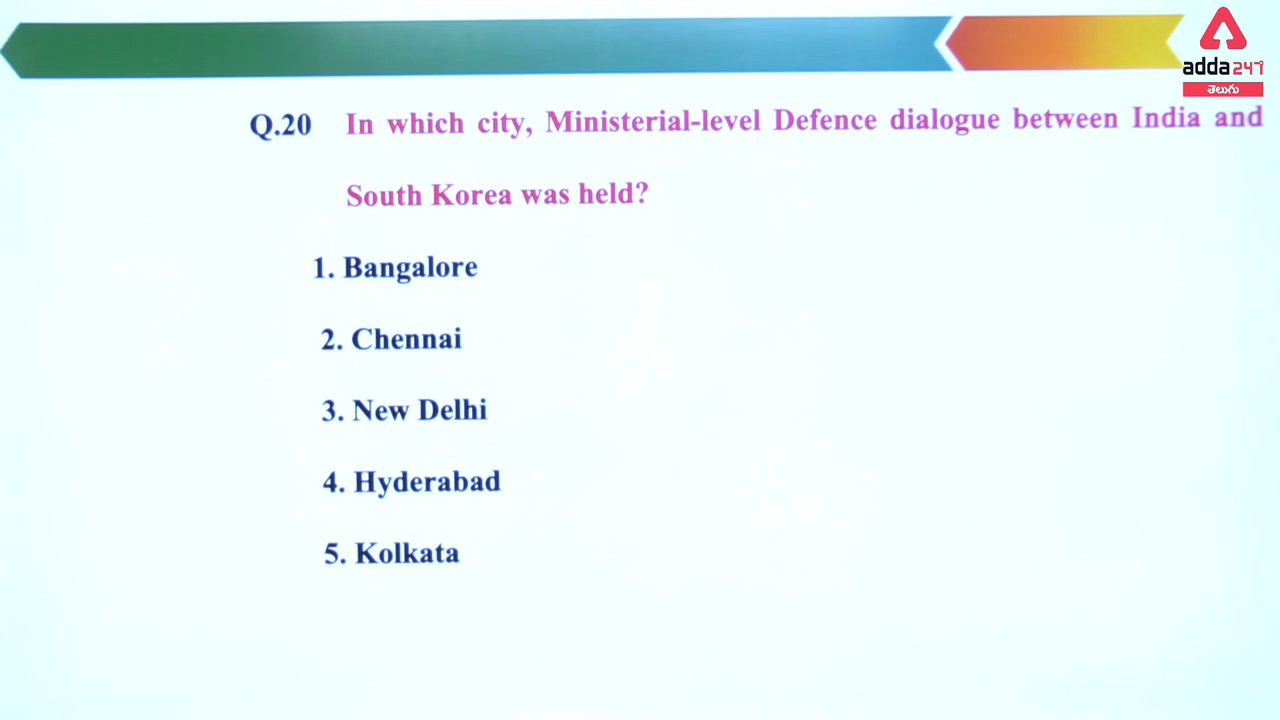 adda247
తెలుగు
Q.20 In which city, Ministerial-level Defence dialogue between India and
South Korea was held?
1. Bangalore
2. Chennai
3. New Delhi
4. Hyderabad
5. Kolkata